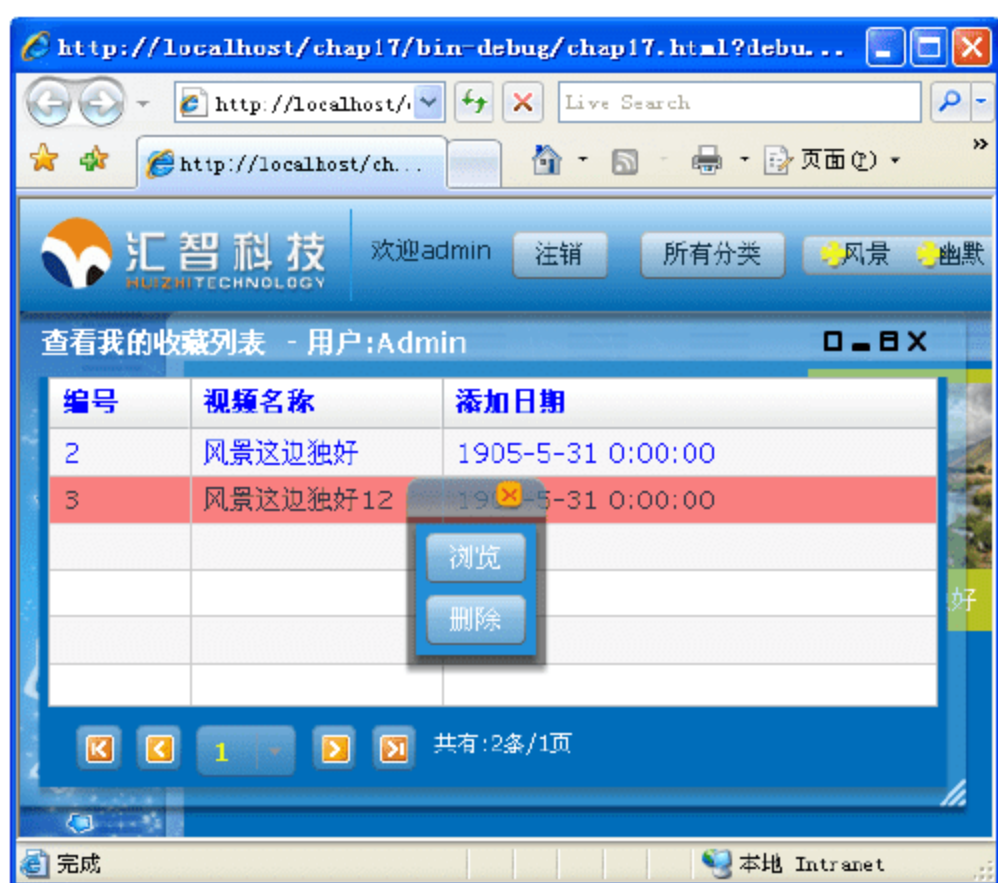 http://localhost/chap17/bin-debug/chap17.html?debu...
http://localhost/
Live Search
http://localhost/ch...
页面(P)
汇智科技
HUIZHITECHNOLOGY
欢迎admin 注销 所有分类 风景 幽默
查看我的收藏列表 - 用户:Admin
编号 视频名称 添加日期
2 风景这边独好 1905-5-31 0:00:00
3 风景这边独好12 1905-5-31 0:00:00
浏览
删除
好
1 共有:2条/1页
完成 本地 Intranet